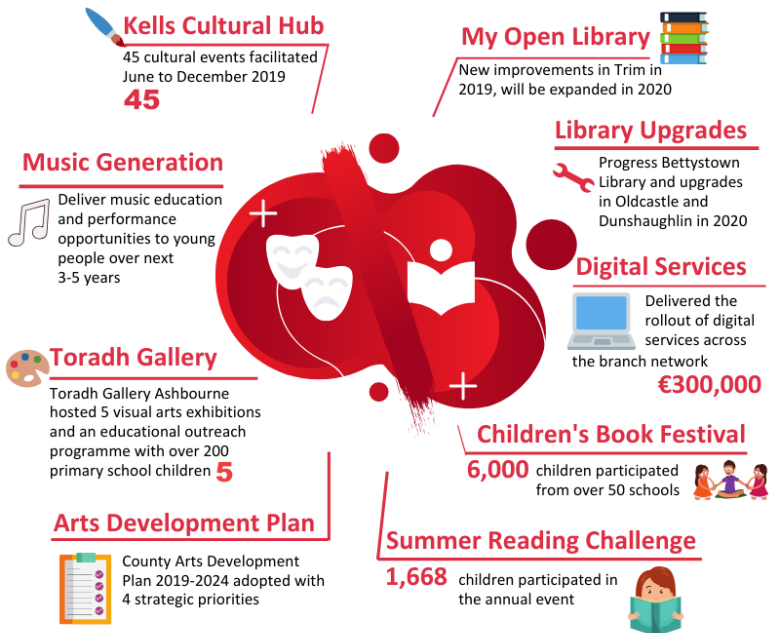 Kells Cultural Hub
45 cultural events facilitated
June to December 2019
45
My Open Library
New improvements in Trim in
2019, will be expanded in 2020
Music Generation
Deliver music education
and performance
opportunities to young
people over next
3-5 years
Library Upgrades
Progress Bettystown
Library and upgrades
in Oldcastle and
Dunshaughlin in 2020
Digital Services
Delivered the
rollout of digital
services across
the branch network
€300,000
Toradh Gallery
Toradh Gallery Ashbourne
hosted 5 visual arts exhibitions
and an educational outreach
programme with over 200
primary school children 5
Children's Book Festival
6,000 children participated
from over 50 schools
Arts Development Plan
County Arts Development
Plan 2019-2024 adopted with
4 strategic priorities
Summer Reading Challenge
1,668 children participated in
the annual event